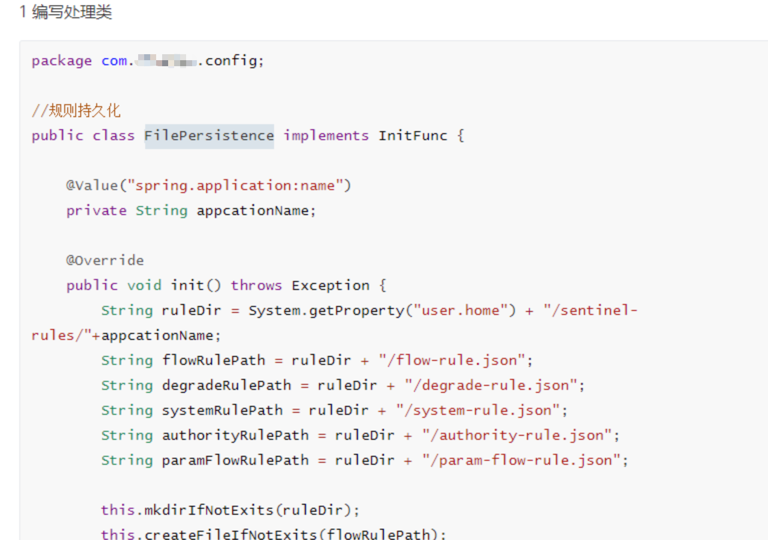 1 编写处理类
package com. .config;
//规则持久化
public class FilePersistence implements InitFunc {
@Value("spring.application:name")
private String appcationName;
@Override
public void init() throws Exception {
String ruleDir = System.getProperty("user.home") + "/sentinel-
rules/"+appcationName;
String flowRulePath = ruleDir + "/flow-rule.json";
String degradeRulePath = ruleDir + "/degrade-rule.json";
String systemRulePath = ruleDir + "/system-rule.json";
String authorityRulePath = ruleDir + "/authority-rule.json";
String paramFlowRulePath = ruleDir + "/param-flow-rule.json";
this.mkdirIfNotExits(ruleDir);
this.createFileIfNotExits(flowRulePath);